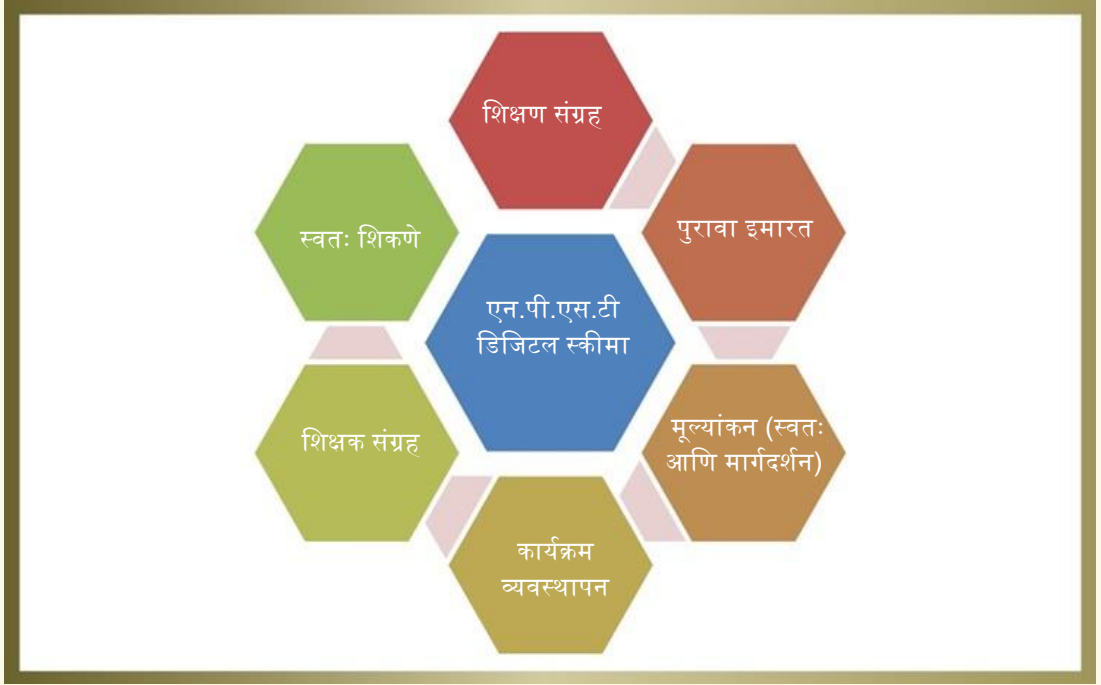 शिक्षण संग्रह
पुरावा इमारत
स्वतः शिकणे
एन.पी.एस.टी
डिजिटल स्कीमा
मूल्यांकन (स्वतः
आणि मार्गदर्शन)
शिक्षक संग्रह
कार्यक्रम
व्यवस्थापन